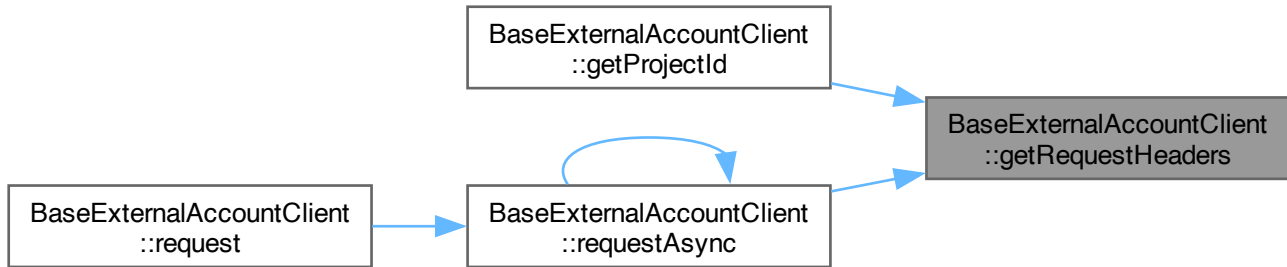 BaseExternalAccountClient
::getProjectId
BaseExternalAccountClient
::getRequestHeaders
BaseExternalAccountClient
::request
BaseExternalAccountClient
::requestAsync